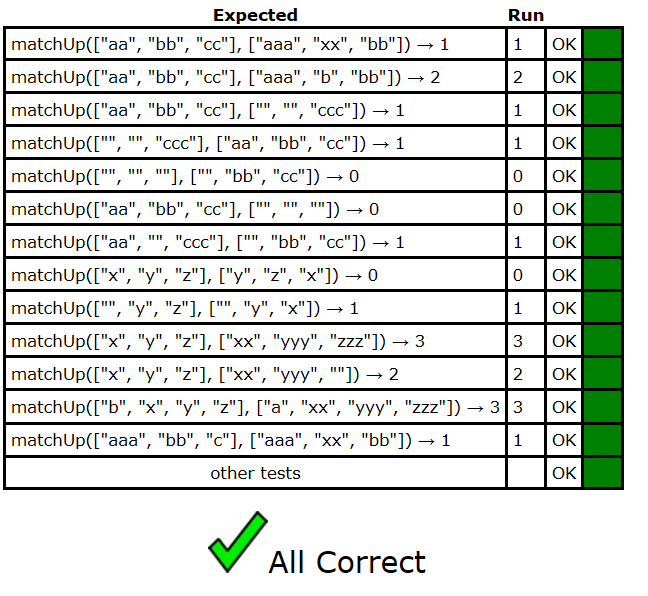 Expected Run
matchUp(["aa", "bb", "cc"], ["aaa", "xx", "bb"]) → 1 1 OK
matchUp(["aa", "bb", "cc"], ["aaa", "b", "bb"]) → 2 2 OK
matchUp(["aa", "bb", "cc"], ["", "", "ccc"]) → 1 1 OK
matchUp(["", "", "ccc"], ["aa", "bb", "cc"]) → 1 1 OK
matchUp(["", "", ""], ["", "bb", "cc"]) → 0 0 OK
matchUp(["aa", "bb", "cc"], ["", "", ""]) → 0 0 OK
matchUp(["aa", "", "ccc"], ["", "bb", "cc"]) → 1 1 OK
matchUp(["x", "y", "z"], ["y", "z", "x"]) → 0 0 OK
matchUp(["", "y", "z"], ["", "y", "x"]) → 1 1 OK
matchUp(["x", "y", "z"], ["xx", "yyy", "zzz"]) → 3 3 OK
matchUp(["x", "y", "z"], ["xx", "yyy", ""]) → 2 2 OK
matchUp(["b", "x", "y", "z"], ["a", "xx", "yyy", "zzz"]) → 3 3 OK
matchUp(["aaa", "bb", "c"], ["aaa", "xx", "bb"]) → 1 1 OK
other tests OK
All Correct